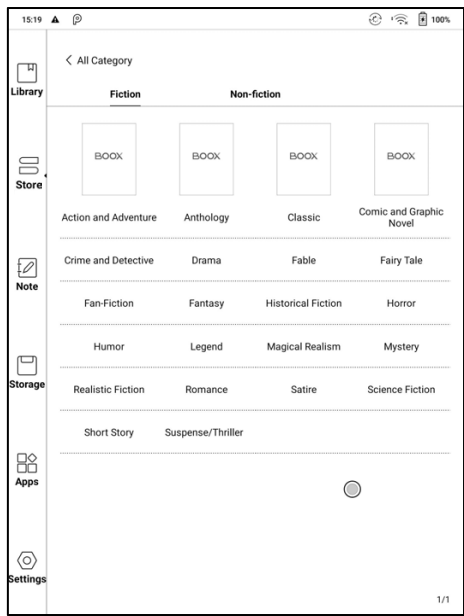 15:19 100%
Library
Store
Note
Storage
Apps
Settings
All Category
Fiction Non-fiction
BOOX BOOX BOOX BOOX
Action and Adventure Anthology Classic Comic and Graphic
Novel
Crime and Detective Drama Fable Fairy Tale
Fan-Fiction Fantasy Historical Fiction Horror
Humor Legend Magical Realism Mystery
Realistic Fiction Romance Satire Science Fiction
Short Story Suspense/Thriller
1/1